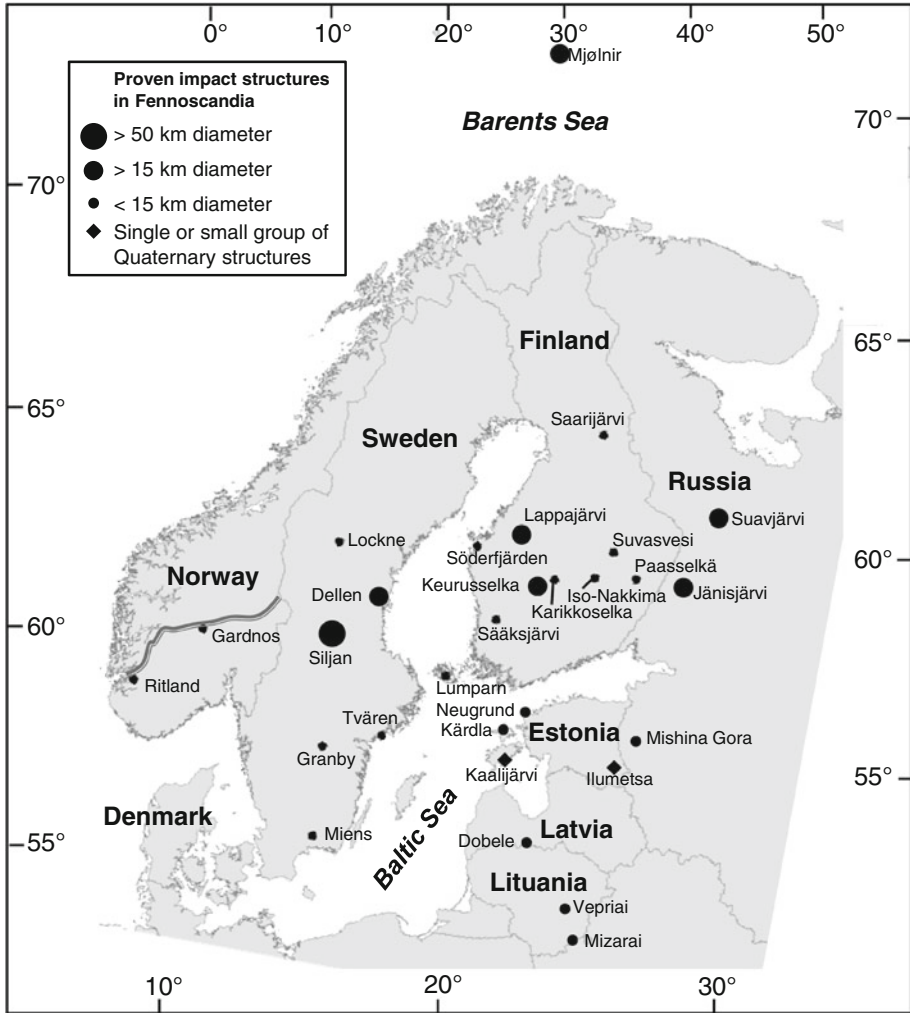 0°
10°
20°
30°
40°
50°
Mjølnir
Proven impact structures
in Fennoscandia
> 50 km diameter
> 15 km diameter
< 15 km diameter
Single or small group of
Quaternary structures
Barents Sea
70°
70°
65°
Finland
65°
Saarijärvi
Sweden
Russia
Lappajärvi
Suavjärvi
Lockne
Söderfjärden
Suvasvesi
60°
Norway
Keurusselka
Paasselkä
Dellen
Iso-Nakkima
Jänisjärvi
Karikkoselka
60°
Gardnos
Sääksjärvi
Siljan
Ritland
Lumparn
Neugrund
Tvären
Kärdla
Estonia
Mishina Gora
Granby
Kaalijärvi
Ilumetsa
55°
Denmark
Baltic Sea
Miens
Dobele
Latvia
55°
Lituania
Vepriai
Mizarai
10°
20°
30°